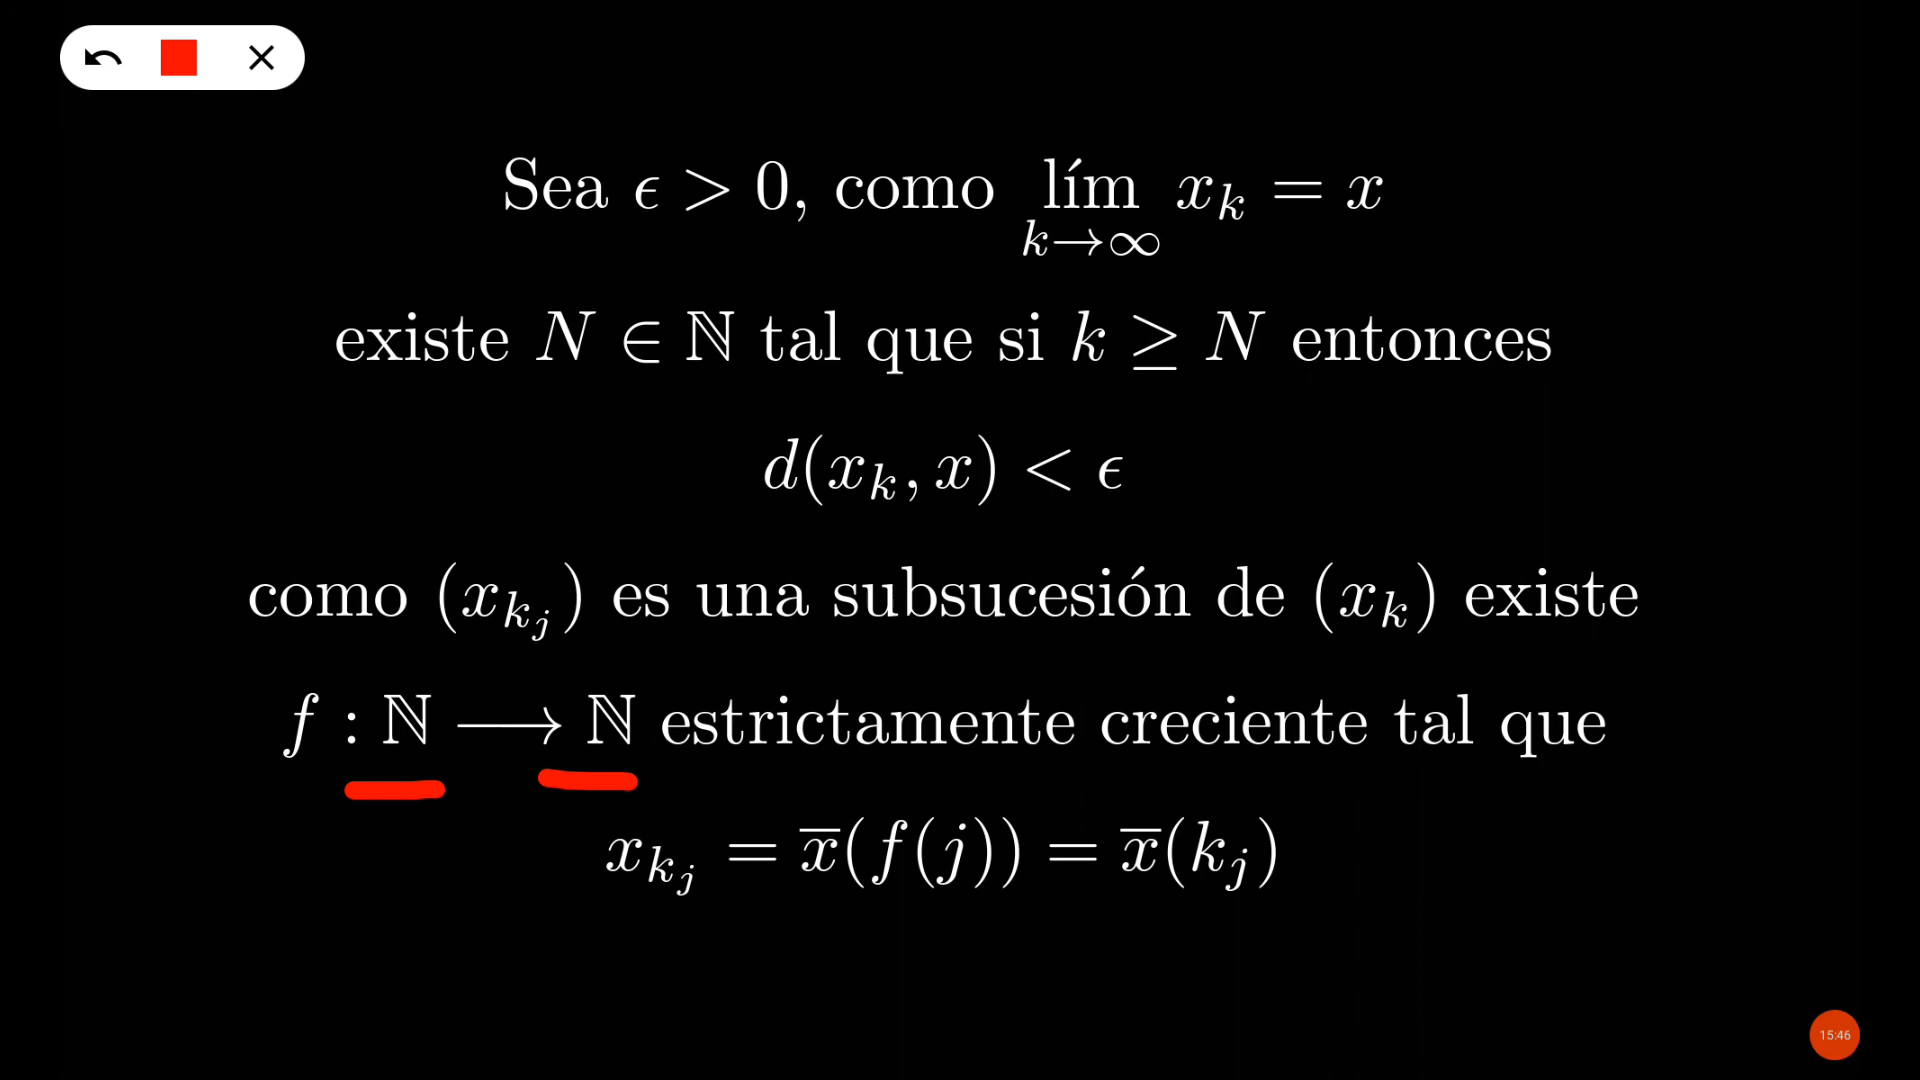 Sea ϵ > 0, como lím x_k = x
k→∞
existe N ∈ ℕ tal que si k ≥ N entonces
d(x_k, x) < ϵ
como (x_{k_j}) es una subsucesión de (x_k) existe
f : ℕ ⟶ ℕ estrictamente creciente tal que
x_{k_j} = x̅(f(j)) = x̅(k_j)
15:46